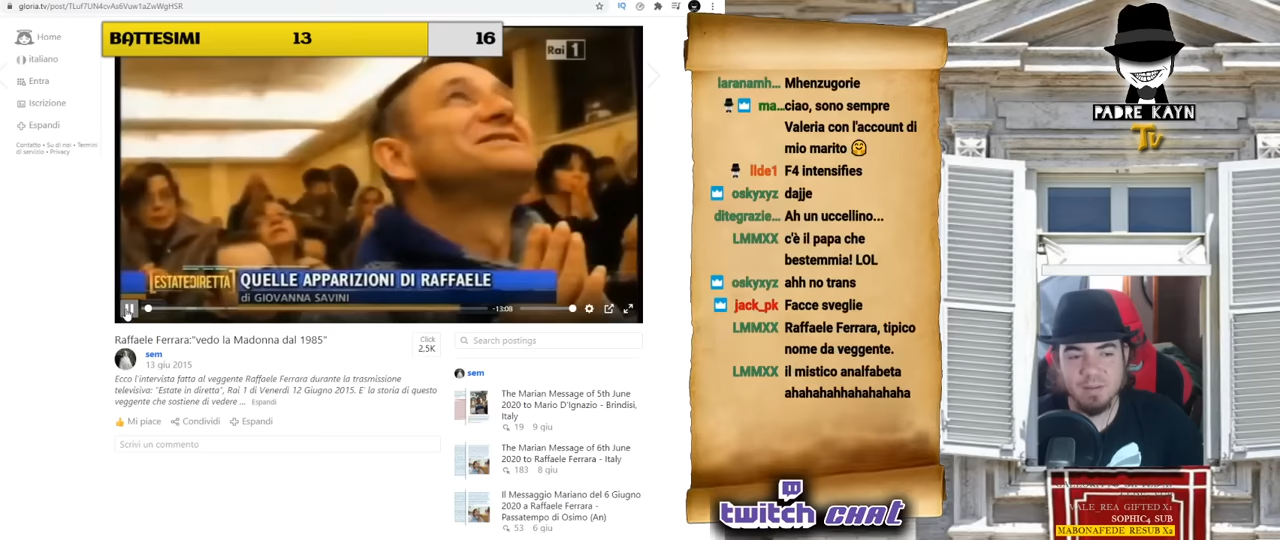 gloria.tv/post/TLuf7UN4cvAs6Vuw1aZwWgHSR
IQ
Home
italiano
Entra
Iscrizione
Espandi
Contatto • Su di noi • Termini
di servizio • Privacy
BATTESIMI 13 16
Rai 1
ESTATE INDIRETTA QUELLE APPARIZIONI DI RAFFAELE
di GIOVANNA SAVINI
-13:08
Raffaele Ferrara:"vedo la Madonna dal 1985"
Click
2.5K
sem
13 giu 2015
Ecco l'intervista fatta al veggente Raffaele Ferrara durante la trasmissione
televisiva: "Estate in diretta", Rai 1 di Venerdì 12 Giugno 2015. E' la storia di questo
veggente che sostiene di vedere ... Espandi
Mi piace Condividi Espandi
Scrivi un commento
Search postings
sem
The Marian Message of 5th June
2020 to Mario D'Ignazio - Brindisi,
Italy
19 9 giu
The Marian Message of 6th June
2020 to Raffaele Ferrara - Italy
183 8 giu
Il Messaggio Mariano del 6 Giugno
2020 a Raffaele Ferrara -
Passatempo di Osimo (An)
53 6 giu
laranamh... Mhenzugorie
ma... ciao, sono sempre
Valeria con l'account di
mio marito 🤗
llde1 F4 intensifies
oskyxyz dajje
ditegrazie... Ah un uccellino...
LMMXX c'è il papa che
bestemmia! LOL
oskyxyz ahh no trans
jack_pk Facce sveglie
LMMXX Raffaele Ferrara, tipico
nome da veggente.
LMMXX il mistico analfabeta
ahahahahhahahahaha
twitch CHAT
PADRE KAYN
Tv
VALE_REA GIFTED X1
SOPHIC4 SUB
MABONAFEDE RESUB X2